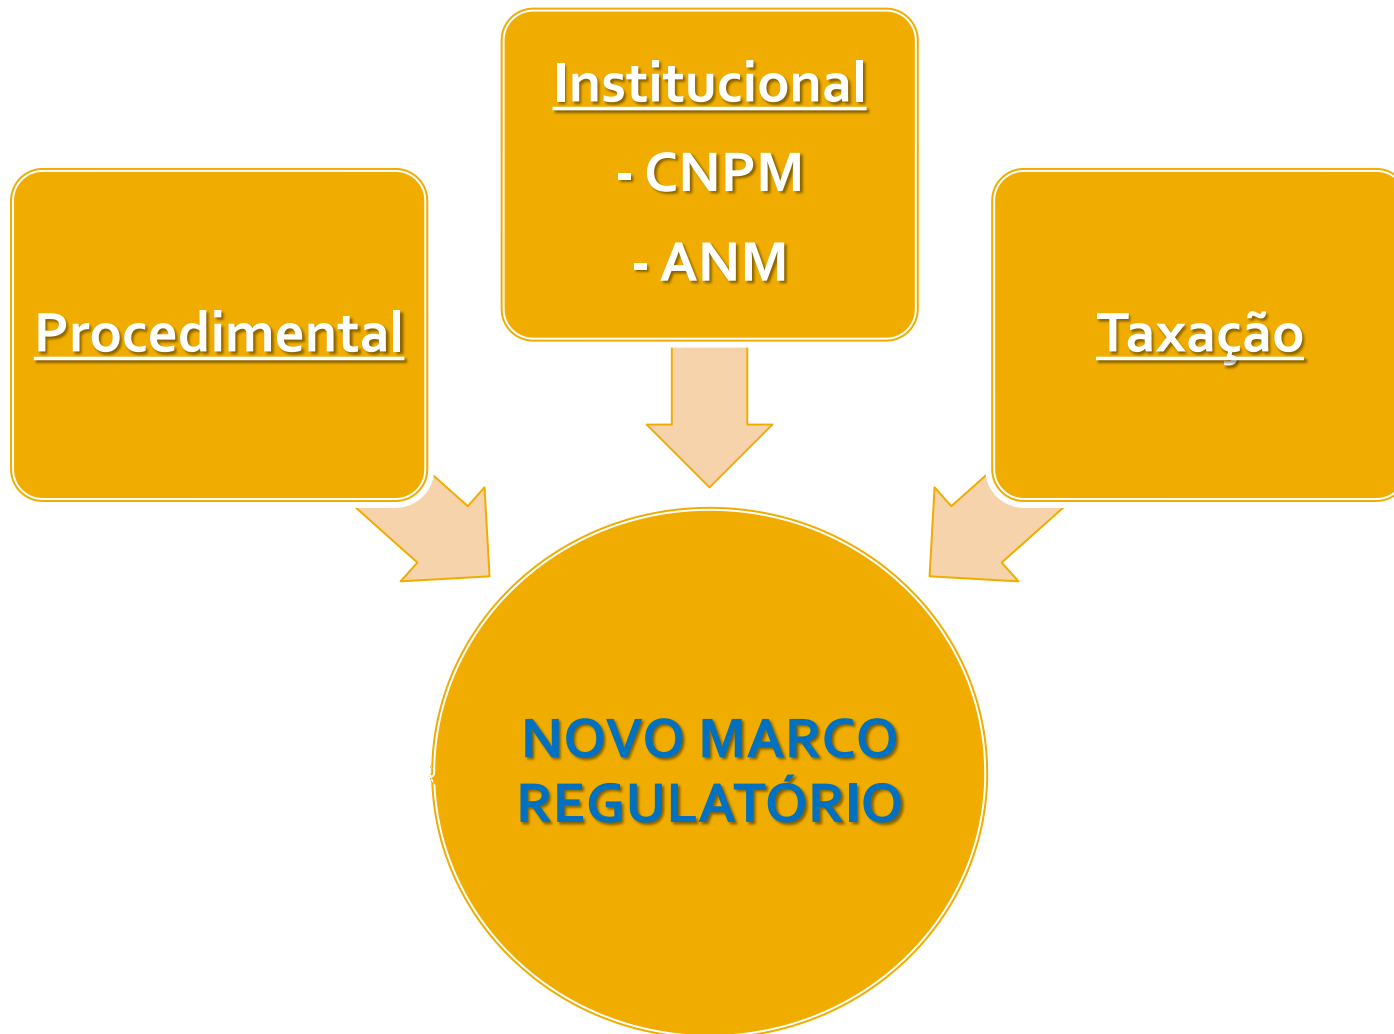 Institucional
- CNPM
- ANM
Procedimental
Taxação
NOVO MARCO
REGULATÓRIO